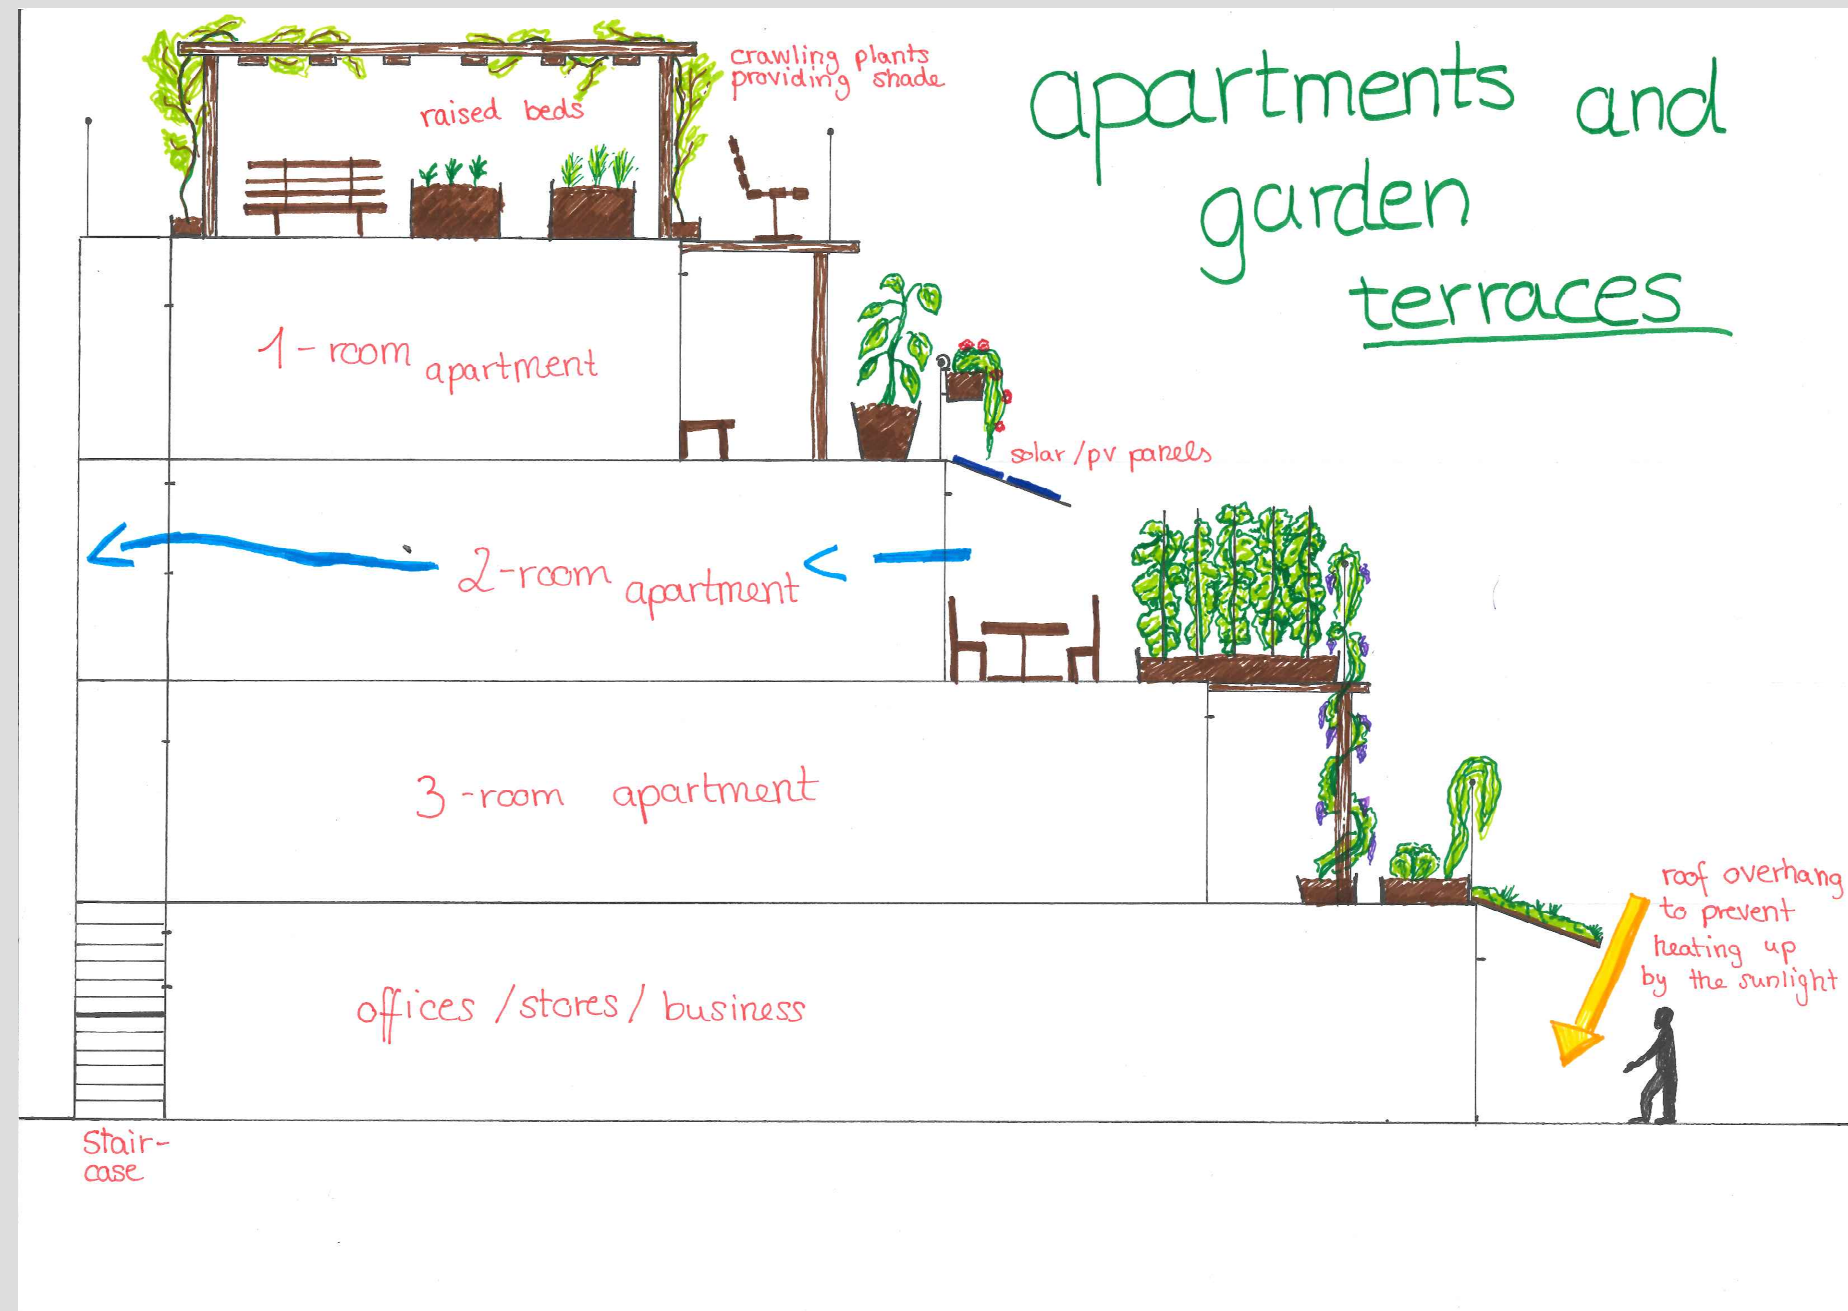 apartments and
garden
terraces
crawling plants
providing shade
raised beds
1-room apartment
solar/pv panels
2-room apartment
3-room apartment
roof overhang
to prevent
heating up
by the sunlight
offices/stores/business
Stair-
case